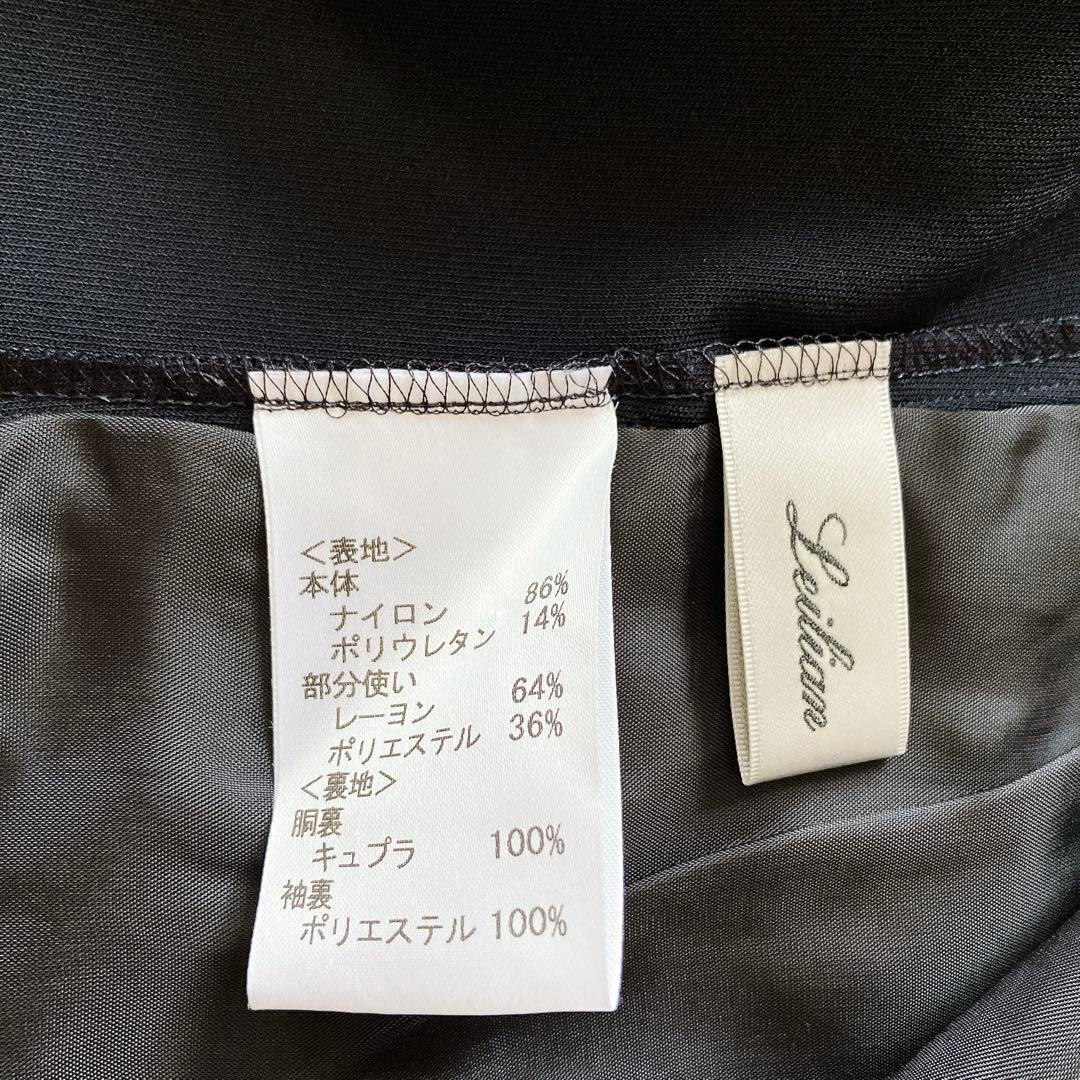 <表地>
本体
ナイロン 86%
ポリウレタン 14%
部分使い
レーヨン 64%
ポリエステル 36%
<裏地>
胴裏
キュプラ 100%
袖裏
ポリエステル 100%
Leilian